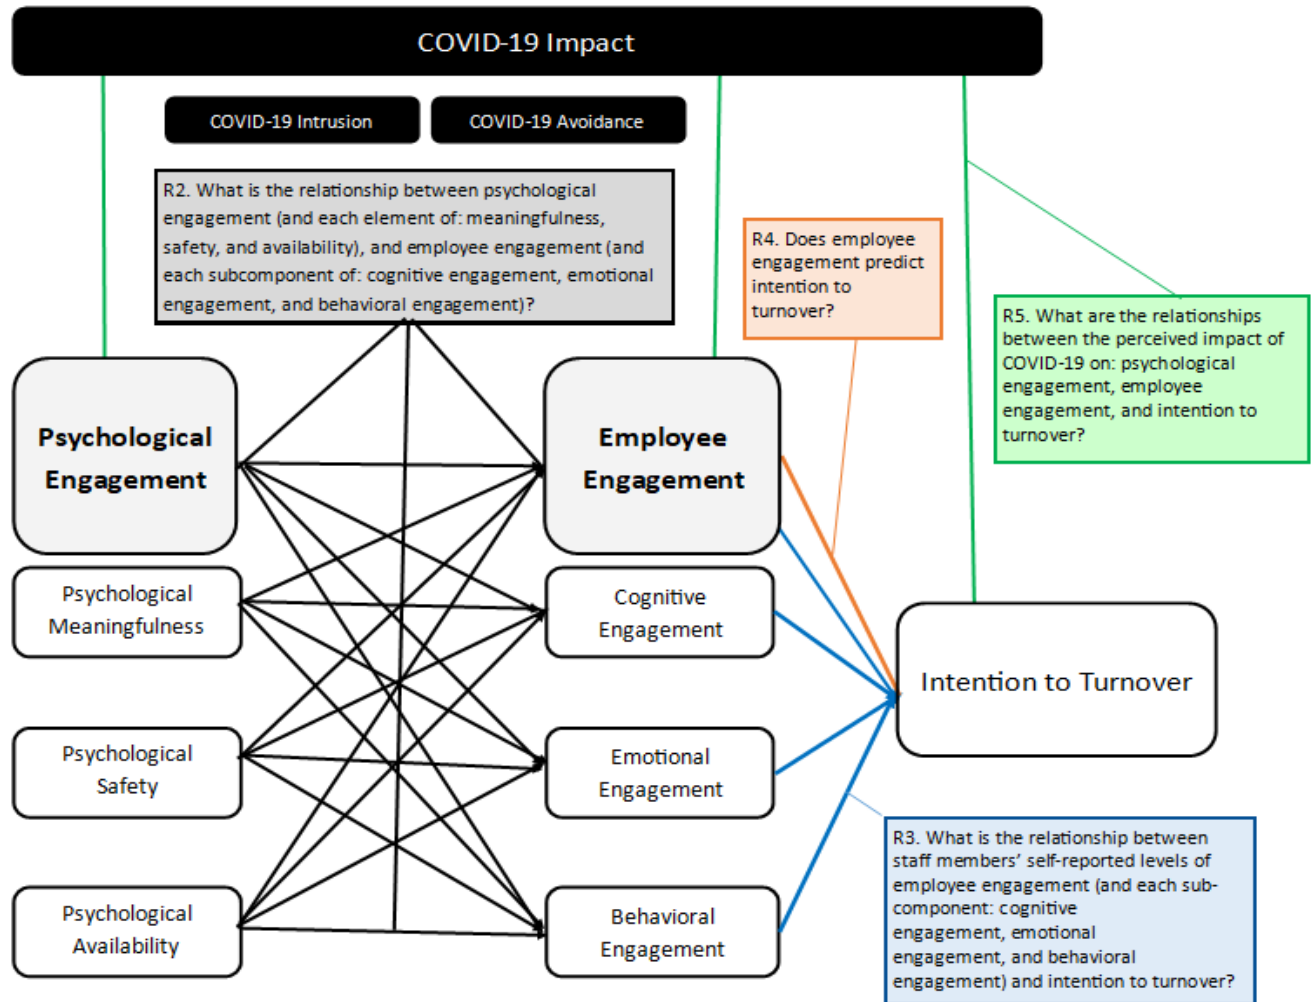 COVID-19 Impact
COVID-19 Intrusion
COVID-19 Avoidance
R2. What is the relationship between psychological
engagement (and each element of: meaningfulness,
safety, and availability), and employee engagement (and
each subcomponent of: cognitive engagement, emotional
engagement, and behavioral engagement)?
R4. Does employee
engagement predict
intention to
turnover?
R5. What are the relationships
between the perceived impact of
COVID-19 on: psychological
engagement, employee
engagement, and intention to
turnover?
Psychological
Engagement
Employee
Engagement
Psychological
Meaningfulness
Cognitive
Engagement
Intention to Turnover
Psychological
Safety
Emotional
Engagement
R3. What is the relationship between
staff members’ self-reported levels of
employee engagement (and each sub-
component: cognitive
engagement, emotional
engagement, and behavioral
engagement) and intention to turnover?
Psychological
Availability
Behavioral
Engagement